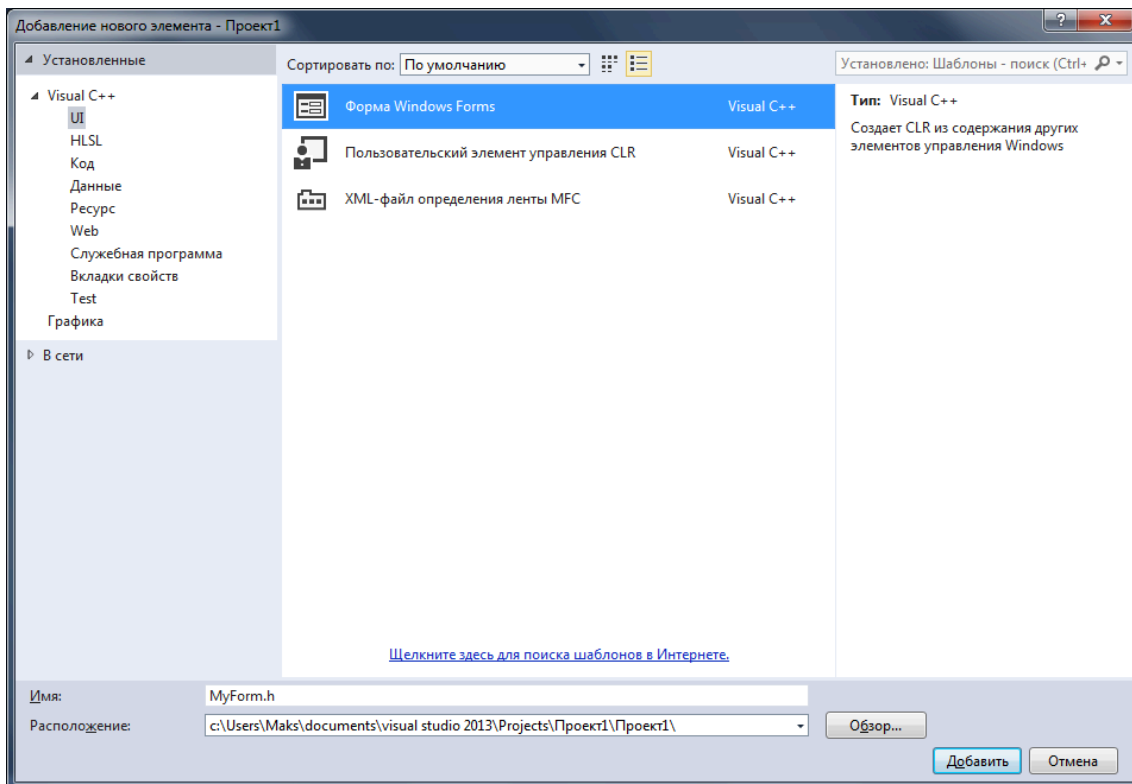 Добавление нового элемента - Проект1
Установленные
Visual C++
UI
HLSL
Код
Данные
Ресурс
Web
Служебная программа
Вкладки свойств
Test
Графика
В сети
Сортировать по: По умолчанию
Форма Windows Forms Visual C++
Пользовательский элемент управления CLR Visual C++
XML-файл определения ленты MFC Visual C++
Щелкните здесь для поиска шаблонов в Интернете.
Установлено: Шаблоны - поиск (Ctrl+
Тип: Visual C++
Создает CLR из содержания других
элементов управления Windows
Имя: MyForm.h
Расположение: c:\Users\Maks\documents\visual studio 2013\Projects\Проект1\Проект1\
Обзор...
Добавить Отмена